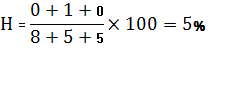 H = (0 + 1 + 0)/(8 + 5 + 5) × 100 = 5%